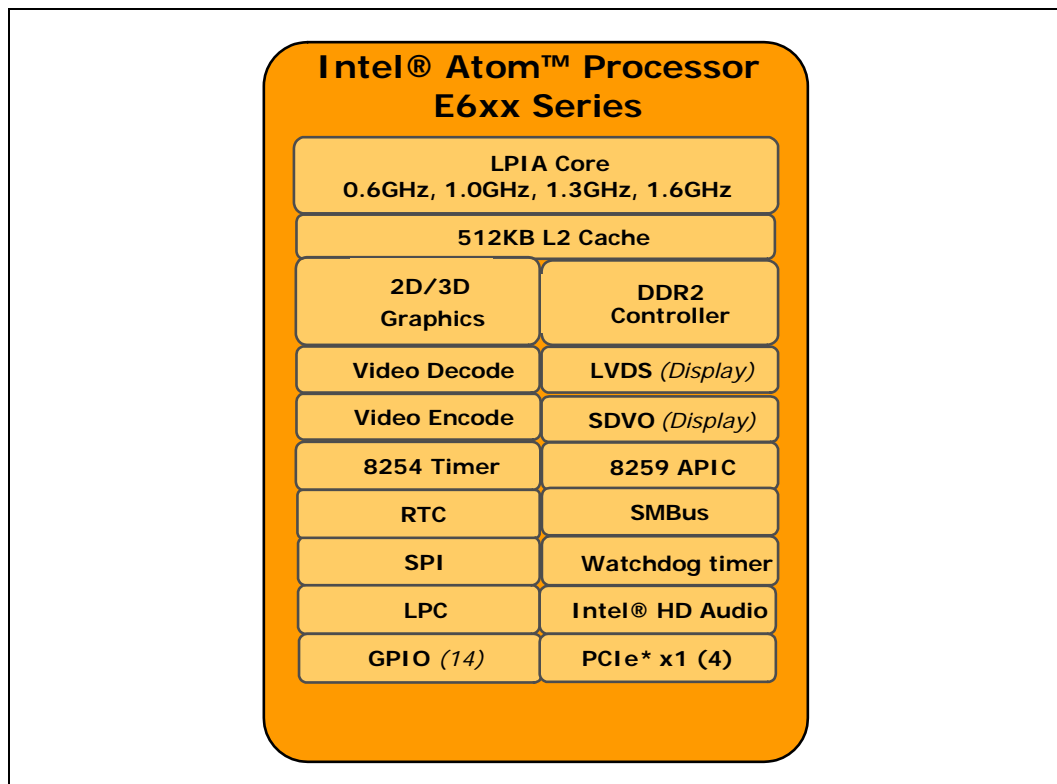 Intel® Atom™ Processor
E6xx Series
LPIA Core
0.6GHz, 1.0GHz, 1.3GHz, 1.6GHz
512KB L2 Cache
2D/3D
Graphics
DDR2
Controller
Video Decode
LVDS (Display)
Video Encode
SDVO (Display)
8254 Timer
8259 APIC
RTC
SMBus
SPI
Watchdog timer
LPC
Intel® HD Audio
GPIO (14)
PCIe* x1 (4)